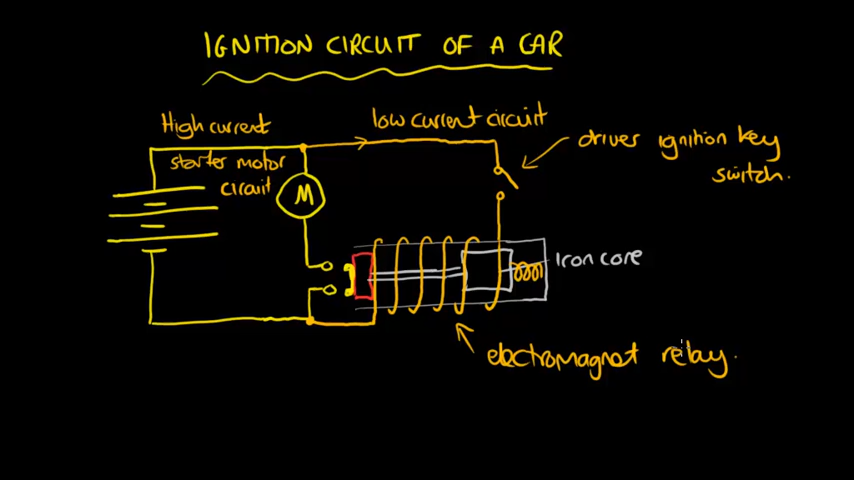 IGNITION CIRCUIT OF A CAR
High current
starter motor
circuit
low current circuit
driver ignition key
switch.
M
Iron core
electromagnet relay.